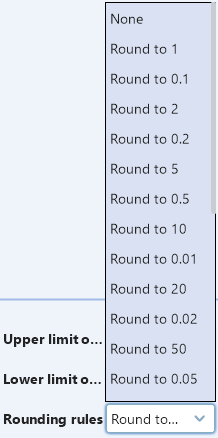 None
Round to 1
Round to 0.1
Round to 2
Round to 0.2
Round to 5
Round to 0.5
Round to 10
Round to 0.01
Round to 20
Round to 0.02
Round to 50
Round to 0.05
Upper limit o...
Lower limit o...
Rounding rules Round to...